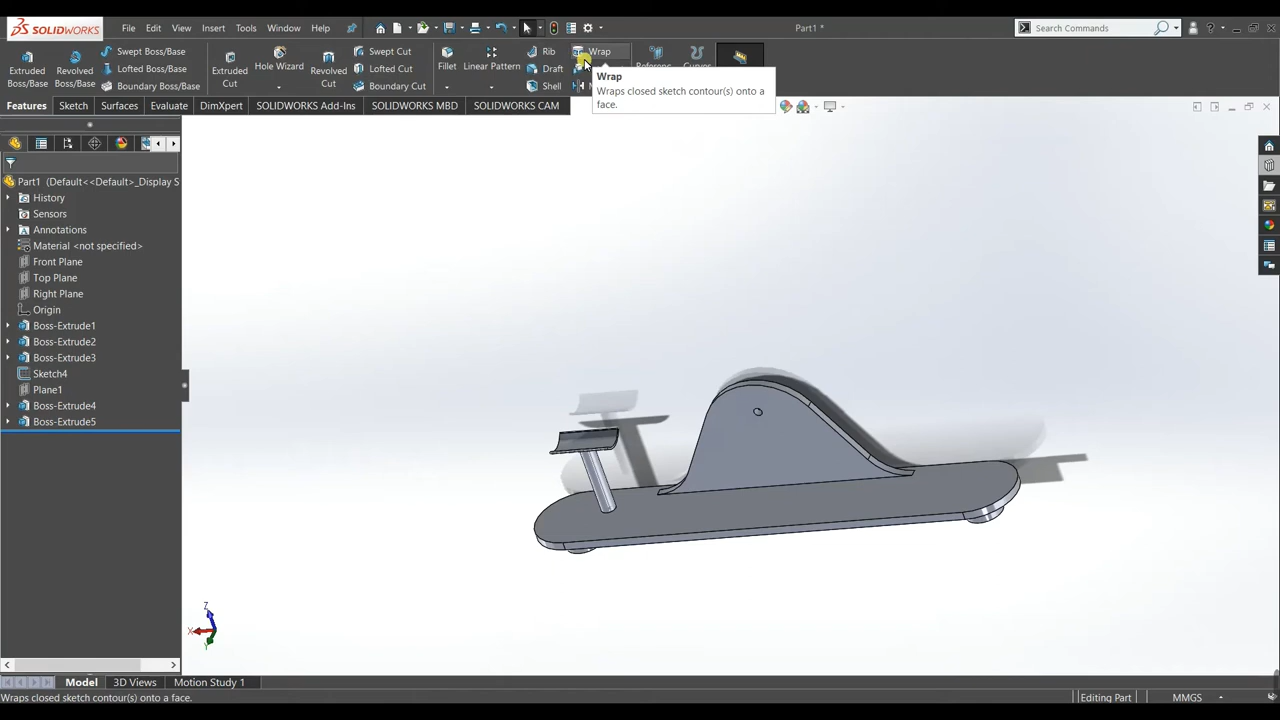 SOLIDWORKS
File
Edit
View
Insert
Tools
Window
Help
Part1 *
Search Commands
Extruded Boss/Base
Revolved Boss/Base
Swept Boss/Base
Lofted Boss/Base
Boundary Boss/Base
Extruded Cut
Hole Wizard
Revolved Cut
Swept Cut
Lofted Cut
Boundary Cut
Fillet
Linear Pattern
Rib
Draft
Shell
Wrap
Wrap
Wraps closed sketch contour(s) onto a
face.
Features
Sketch
Surfaces
Evaluate
DimXpert
SOLIDWORKS Add-Ins
SOLIDWORKS MBD
SOLIDWORKS CAM
Part1 (Default<<Default>_Display S
History
Sensors
Annotations
Material <not specified>
Front Plane
Top Plane
Right Plane
Origin
Boss-Extrude1
Boss-Extrude2
Boss-Extrude3
Sketch4
Plane1
Boss-Extrude4
Boss-Extrude5
Z
X
Y
Model
3D Views
Motion Study 1
Wraps closed sketch contour(s) onto a face.
Editing Part
MMGS